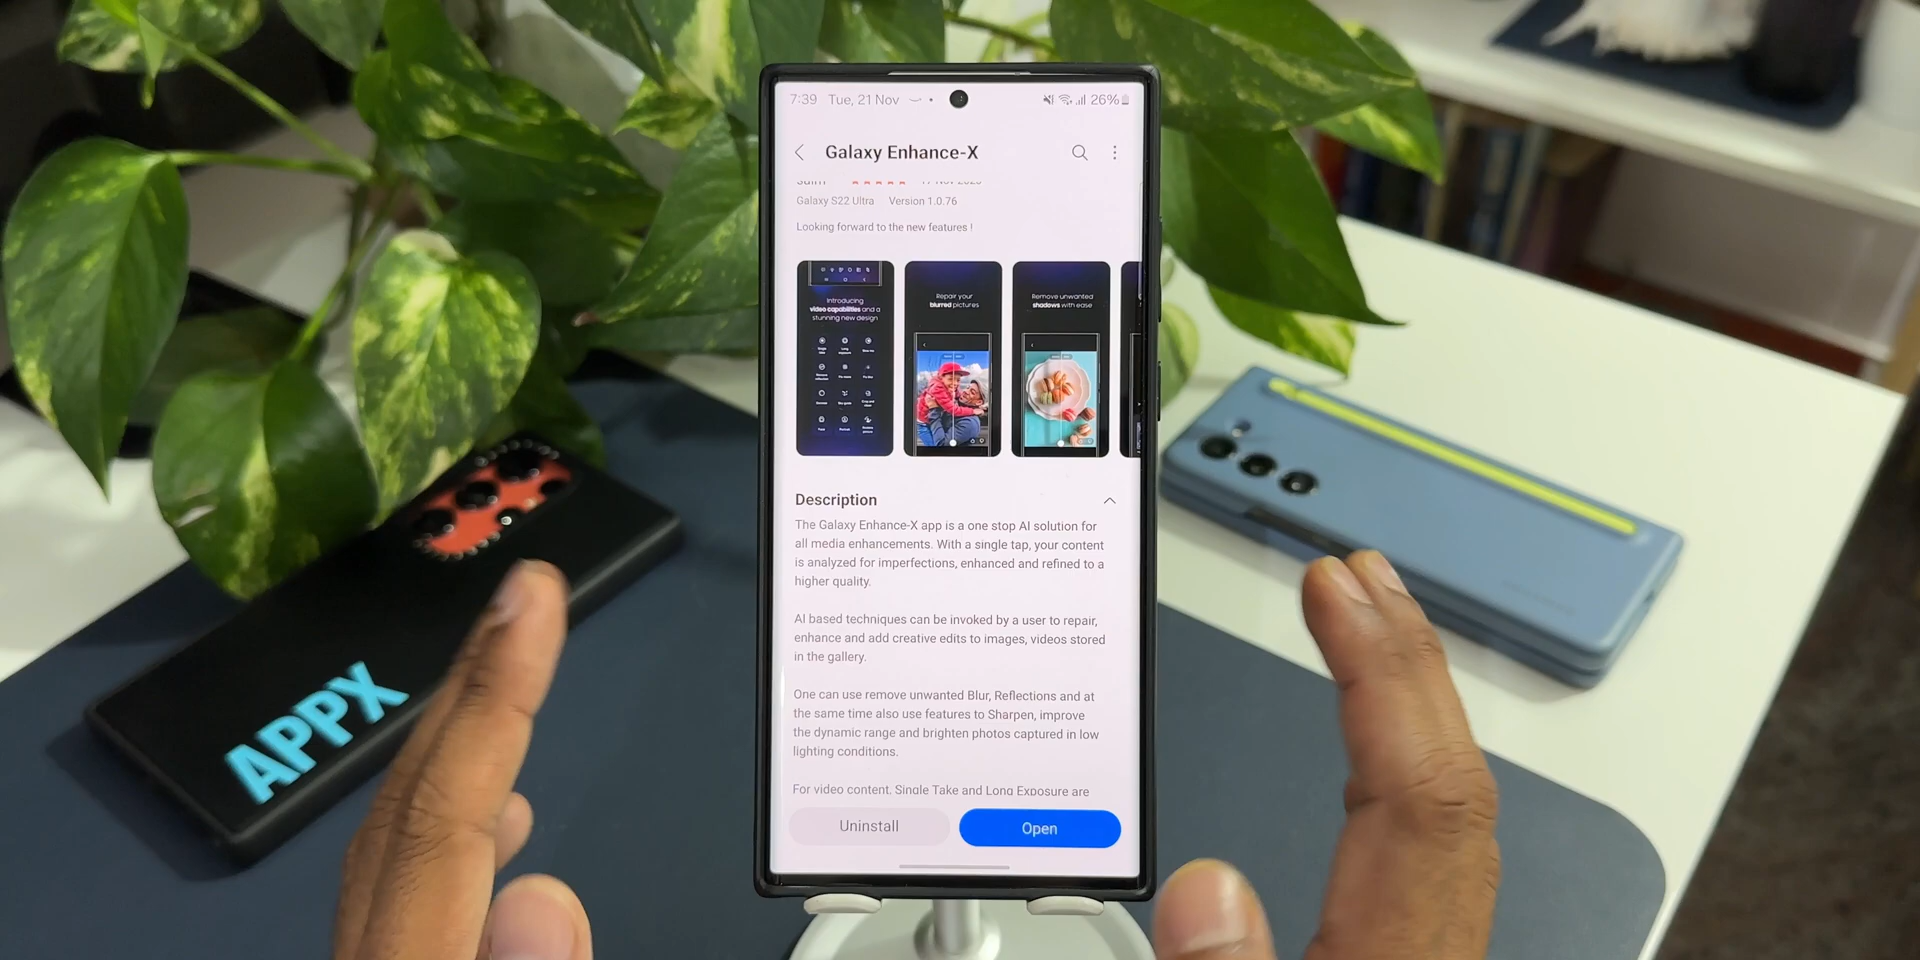 7:39 Tue, 21 Nov 26%
Galaxy Enhance-X
Galaxy S22 Ultra Version 1.0.76
Looking forward to the new features !
Introducing
video capabilities and a
stunning new design
Repair your
blurred pictures
Remove unwanted
shadows with ease
Description
The Galaxy Enhance-X app is a one stop AI solution for
all media enhancements. With a single tap, your content
is analyzed for imperfections, enhanced and refined to a
higher quality.
AI based techniques can be invoked by a user to repair,
enhance and add creative edits to images, videos stored
in the gallery.
One can use remove unwanted Blur, Reflections and at
the same time also use features to Sharpen, improve
the dynamic range and brighten photos captured in low
lighting conditions.
For video content, Single Take and Long Exposure are
Uninstall
Open
APPX